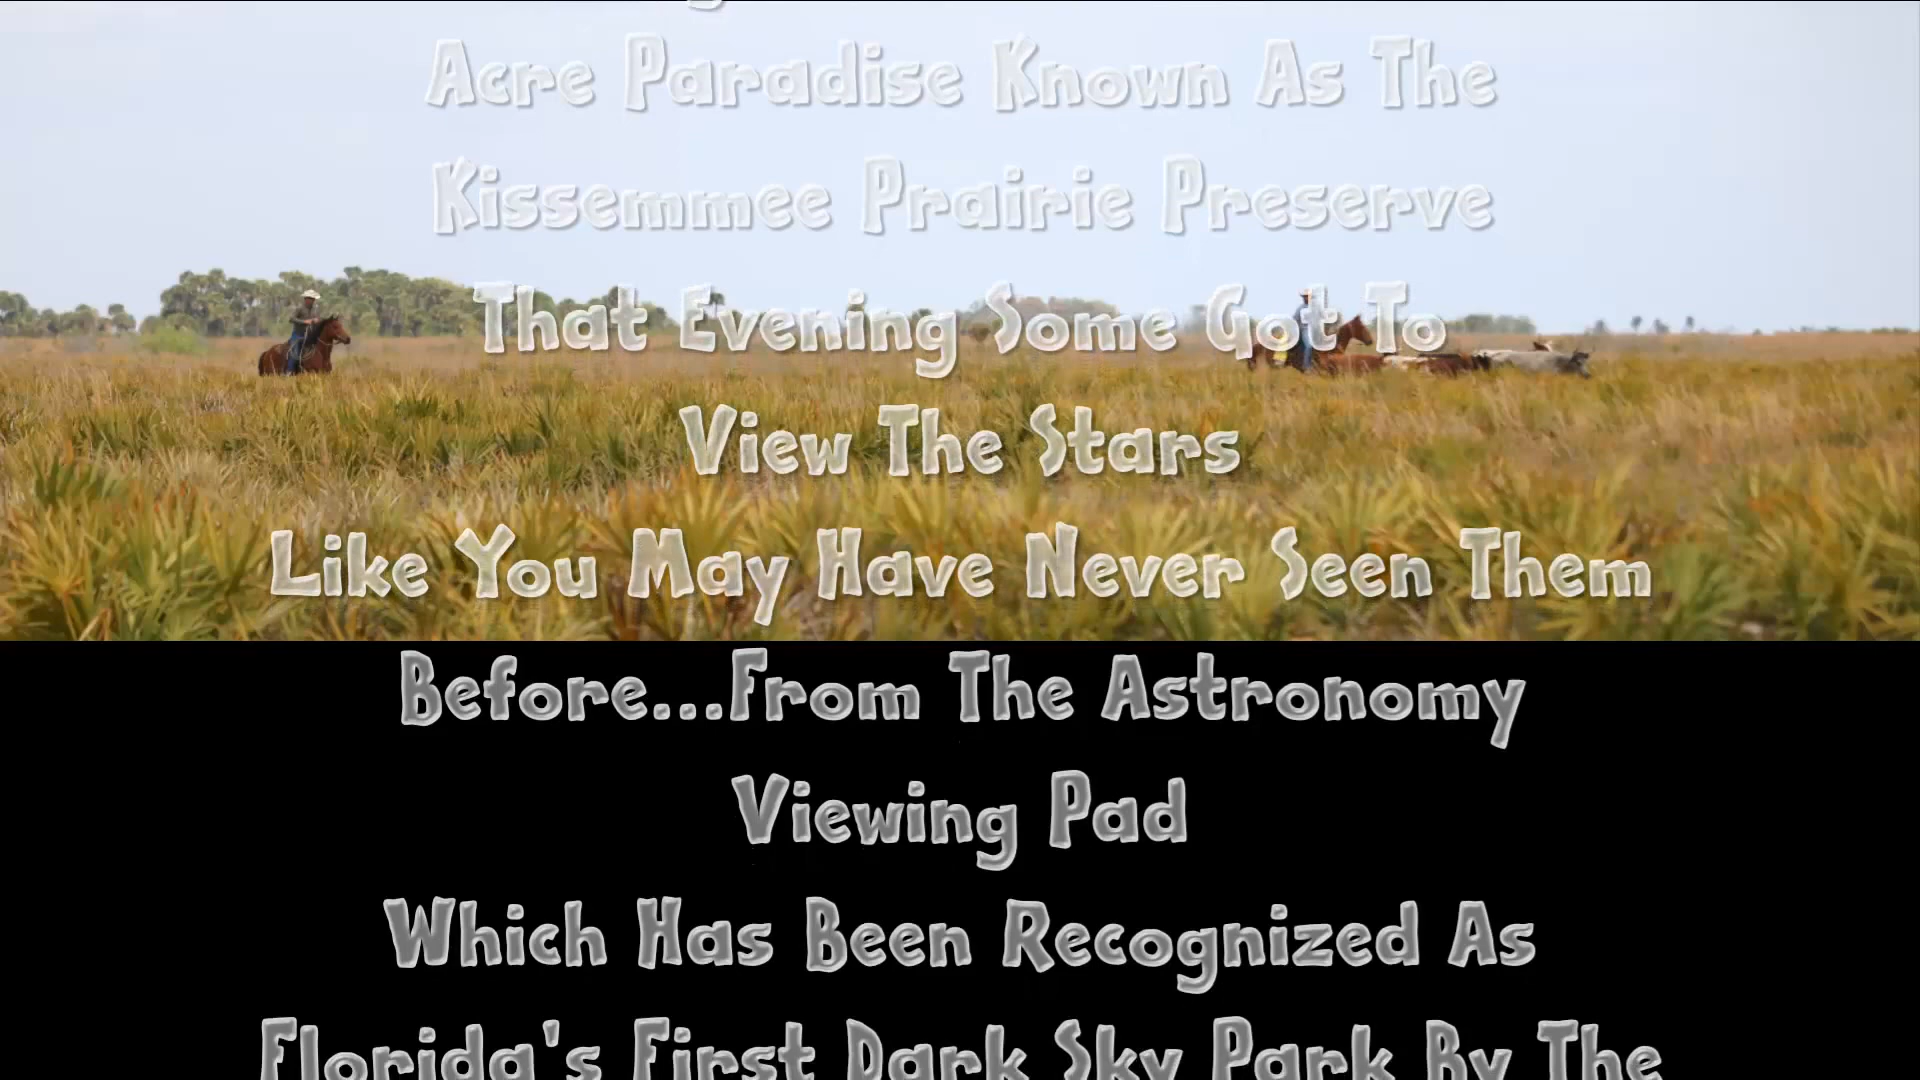 Acre Paradise Known As The
Kissemmee Prairie Preserve
That Evening Some Got To
View The Stars
Like You May Have Never Seen Them
Before...From The Astronomy
Viewing Pad
Which Has Been Recognized As
Florida's First Dark Sky Park By The